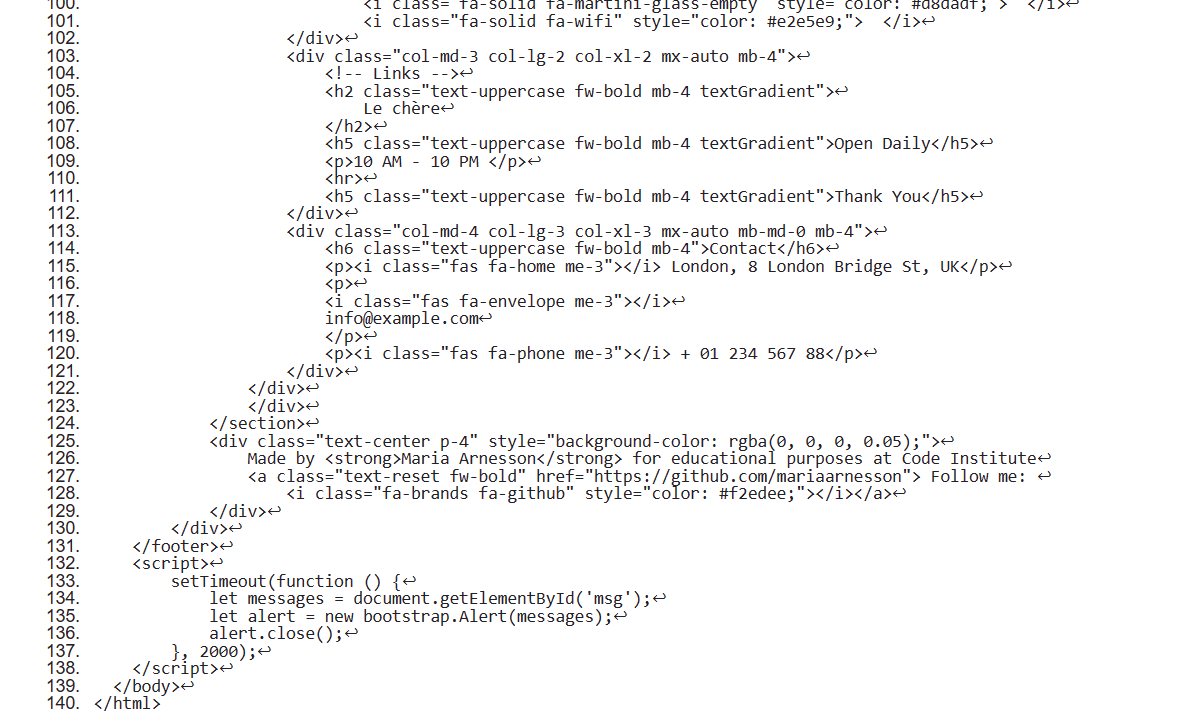 100. <i class="fa-solid fa-martini-glass-empty" style="color: #d8dadf;">  </i>↩
101. <i class="fa-solid fa-wifi" style="color: #e2e5e9;">  </i>↩
102. </div>↩
103. <div class="col-md-3 col-lg-2 col-xl-2 mx-auto mb-4">↩
104. <!-- Links -->↩
105. <h2 class="text-uppercase fw-bold mb-4 textGradient">↩
106. Le chère↩
107. </h2>↩
108. <h5 class="text-uppercase fw-bold mb-4 textGradient">Open Daily</h5>↩
109. <p>10 AM - 10 PM </p>↩
110. <hr>↩
111. <h5 class="text-uppercase fw-bold mb-4 textGradient">Thank You</h5>↩
112. </div>↩
113. <div class="col-md-4 col-lg-3 col-xl-3 mx-auto mb-md-0 mb-4">↩
114. <h6 class="text-uppercase fw-bold mb-4">Contact</h6>↩
115. <p><i class="fas fa-home me-3"></i> London, 8 London Bridge St, UK</p>↩
116. <p>↩
117. <i class="fas fa-envelope me-3"></i>↩
118. info@example.com↩
119. </p>↩
120. <p><i class="fas fa-phone me-3"></i> + 01 234 567 88</p>↩
121. </div>↩
122. </div>↩
123. </div>↩
124. </section>↩
125. <div class="text-center p-4" style="background-color: rgba(0, 0, 0, 0.05);">↩
126. Made by <strong>Maria Arnesson</strong> for educational purposes at Code Institute↩
127. <a class="text-reset fw-bold" href="https://github.com/mariaarnesson"> Follow me: ↩
128. <i class="fa-brands fa-github" style="color: #f2edee;"></i></a>↩
129. </div>↩
130. </div>↩
131. </footer>↩
132. <script>↩
133. setTimeout(function () {↩
134. let messages = document.getElementById('msg');↩
135. let alert = new bootstrap.Alert(messages);↩
136. alert.close();↩
137. }, 2000);↩
138. </script>↩
139. </body>↩
140. </html>